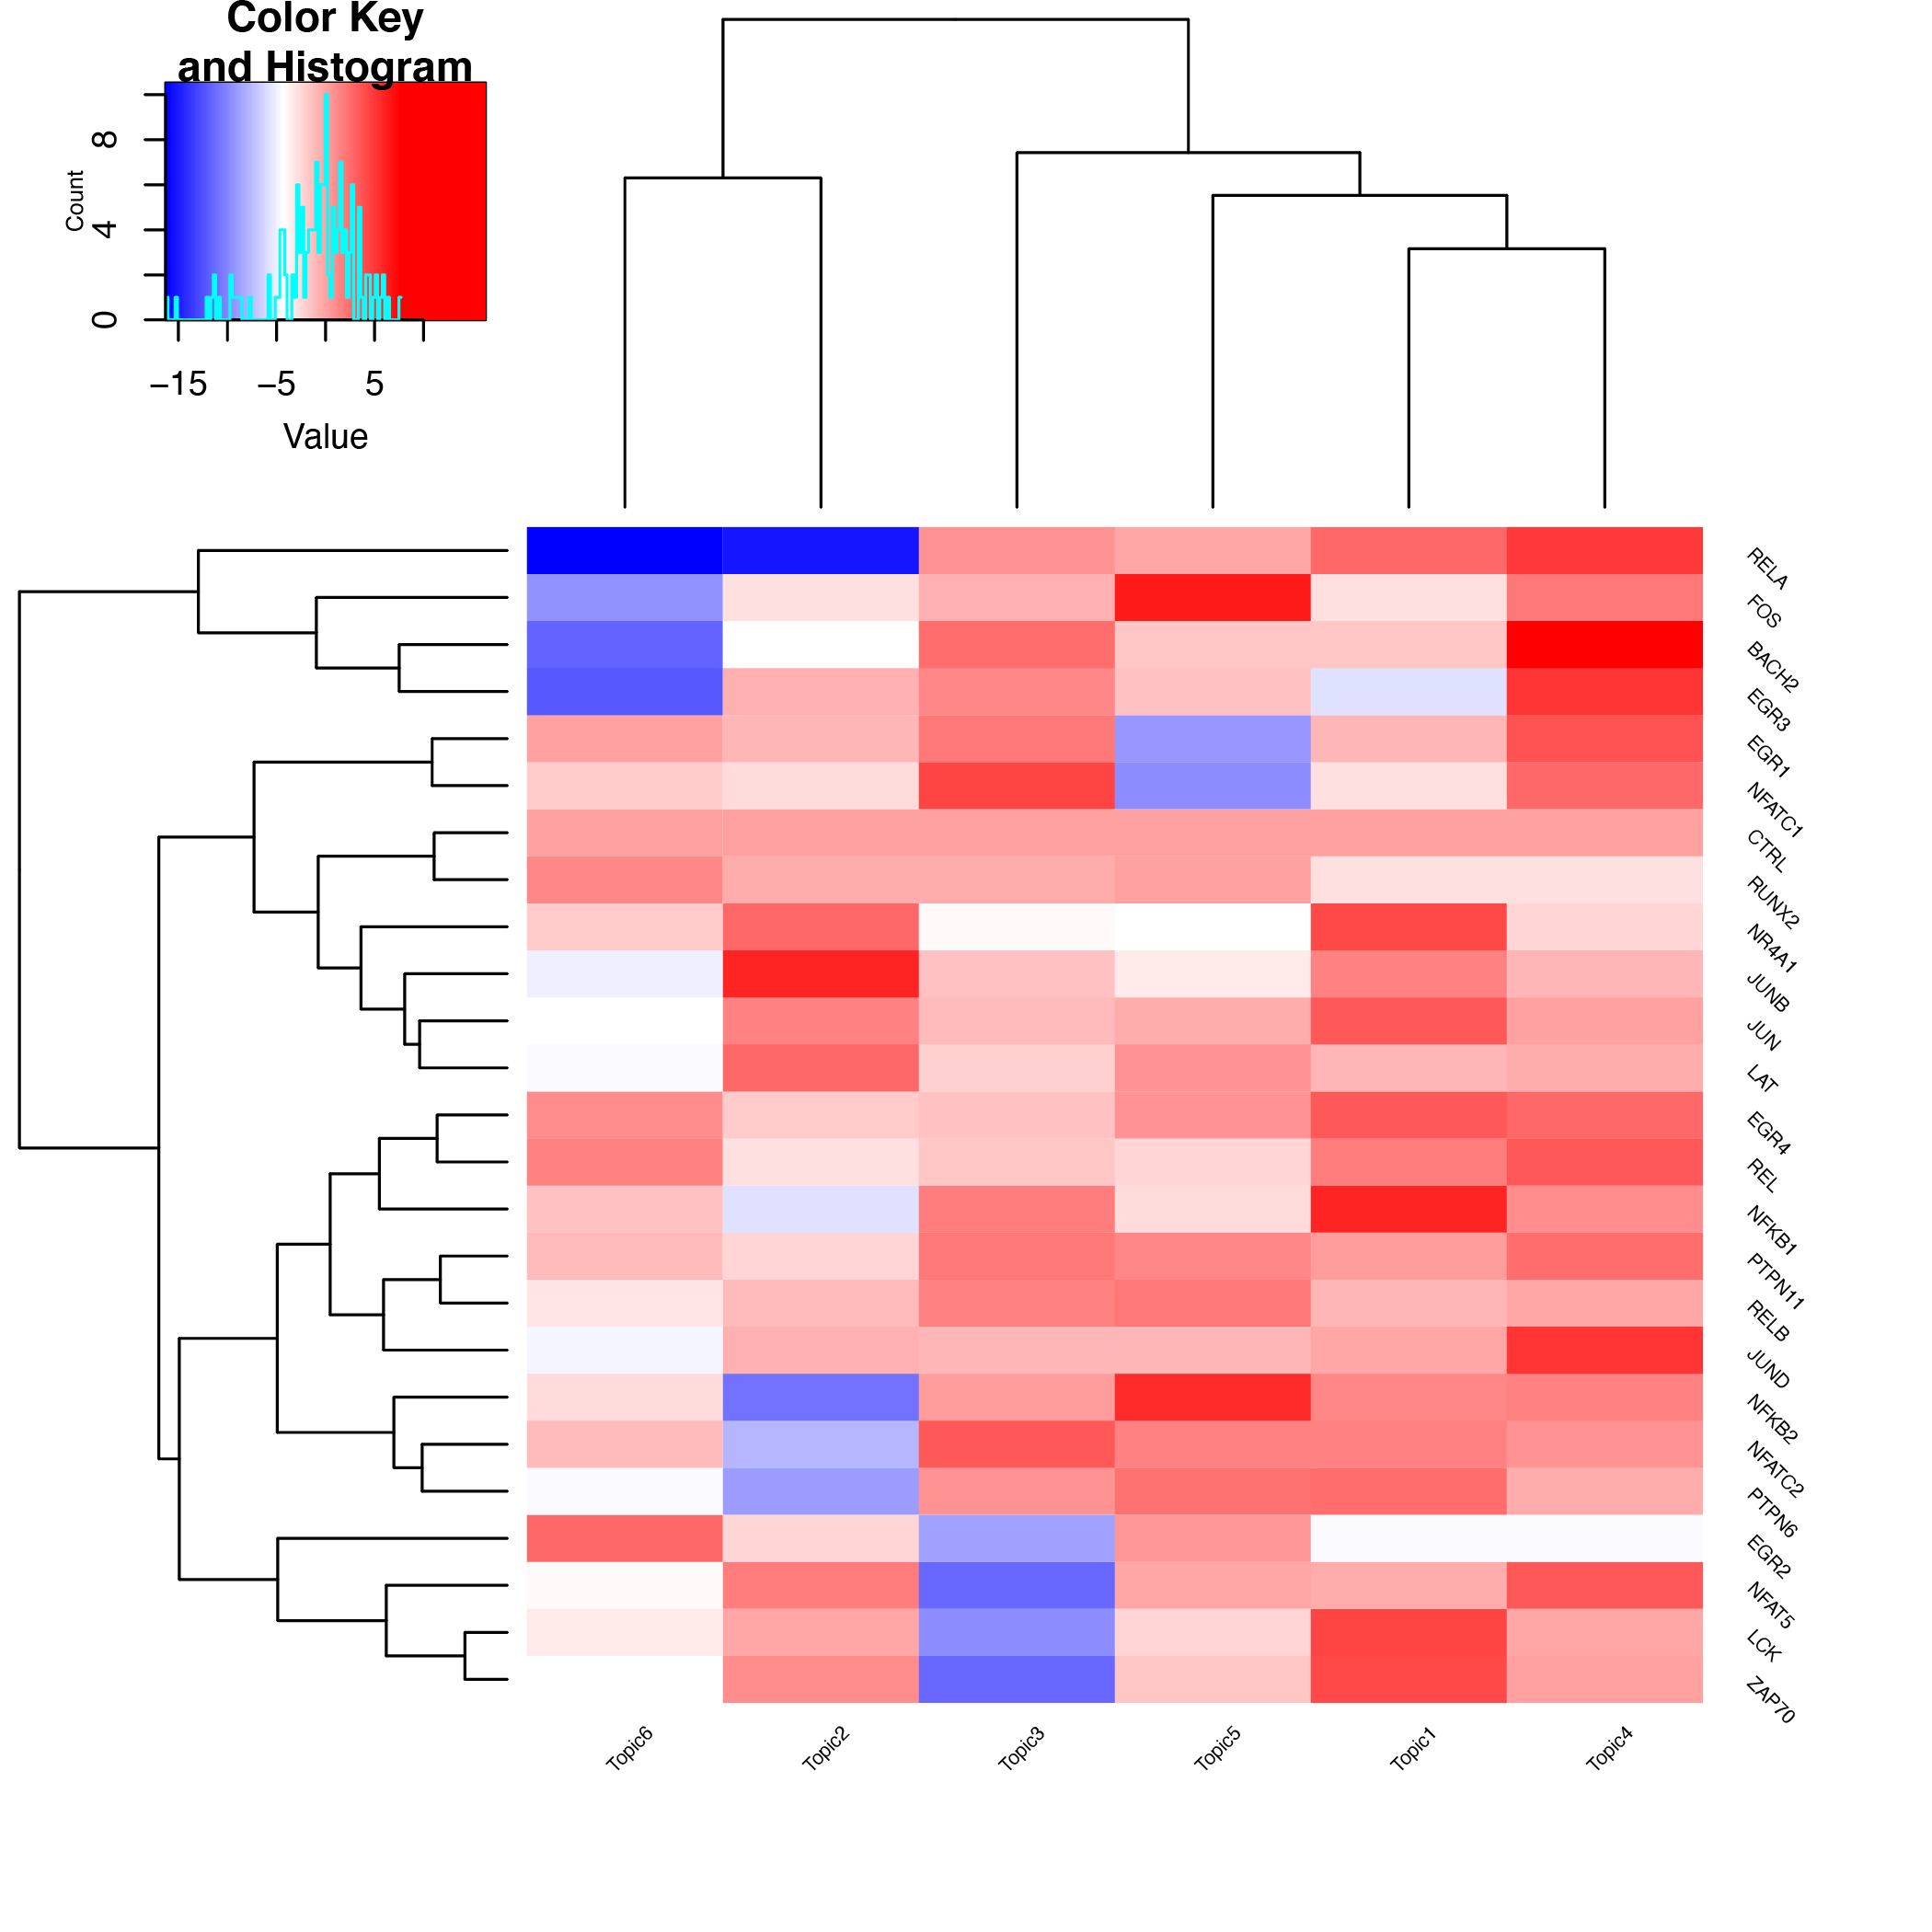 Color Key
and Histogram
Count
0 4 8
−15 −5 5
Value
RELA
FOS
BACH2
EGR3
EGR1
NFATC1
CTRL
RUNX2
NR4A1
JUNB
JUN
LAT
EGR4
REL
NFKB1
PTPN11
RELB
JUND
NFKB2
NFATC2
PTPN6
EGR2
NFAT5
LCK
ZAP70
Topic6 Topic2 Topic3 Topic5 Topic1 Topic4